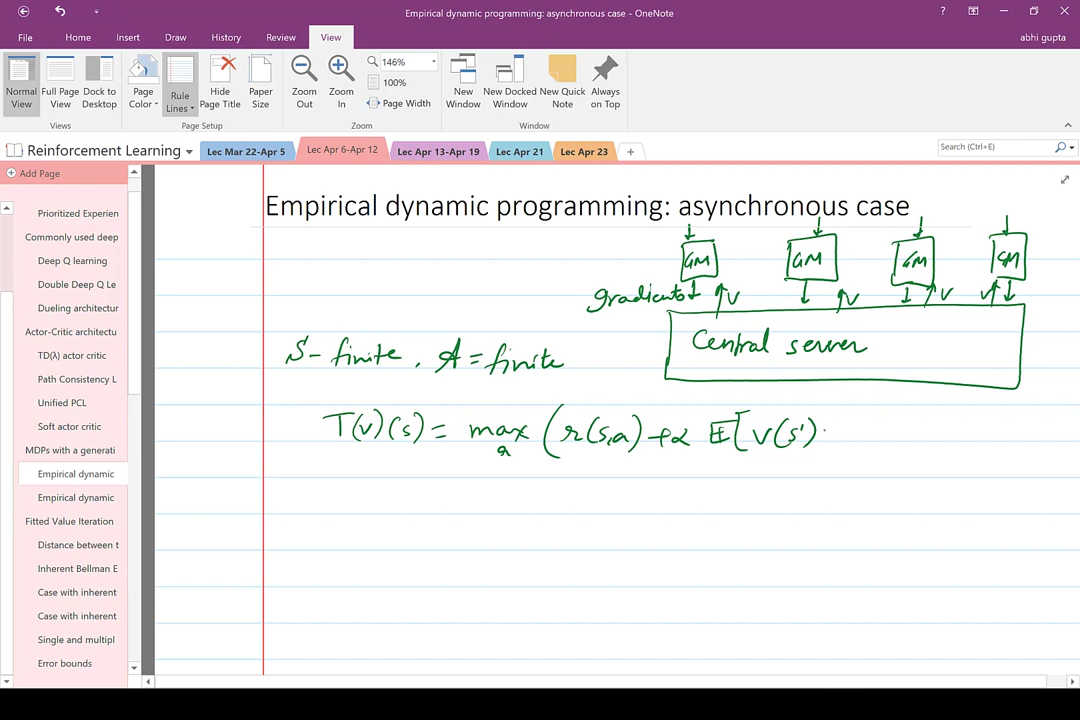 Empirical dynamic programming: asynchronous case - OneNote
?
File
Home
Insert
Draw
History
Review
View
abhi gupta
Normal View
Full Page View
Dock to Desktop
Page Color
Rule Lines
Hide Page Title
Paper Size
Zoom Out
Zoom In
146%
100%
Page Width
New Window
New Docked Window
New Quick Note
Always on Top
Views
Page Setup
Zoom
Window
Reinforcement Learning
Lec Mar 22-Apr 5
Lec Apr 6-Apr 12
Lec Apr 13-Apr 19
Lec Apr 21
Lec Apr 23
+
Search (Ctrl+E)
Add Page
Prioritized Experien
Commonly used deep
Deep Q learning
Double Deep Q Le
Dueling architectur
Actor-Critic architectu
TD(λ) actor critic
Path Consistency L
Unified PCL
Soft actor critic
MDPs with a generati
Empirical dynamic
Empirical dynamic
Fitted Value Iteration
Distance between t
Inherent Bellman E
Case with inherent
Case with inherent
Single and multipl
Error bounds
Empirical dynamic programming: asynchronous case
GM GM GM GM
gradients v v v v
Central server
S - finite, A = finite
T(v)(s) = max_a (r(s,a) + α E[v(s')